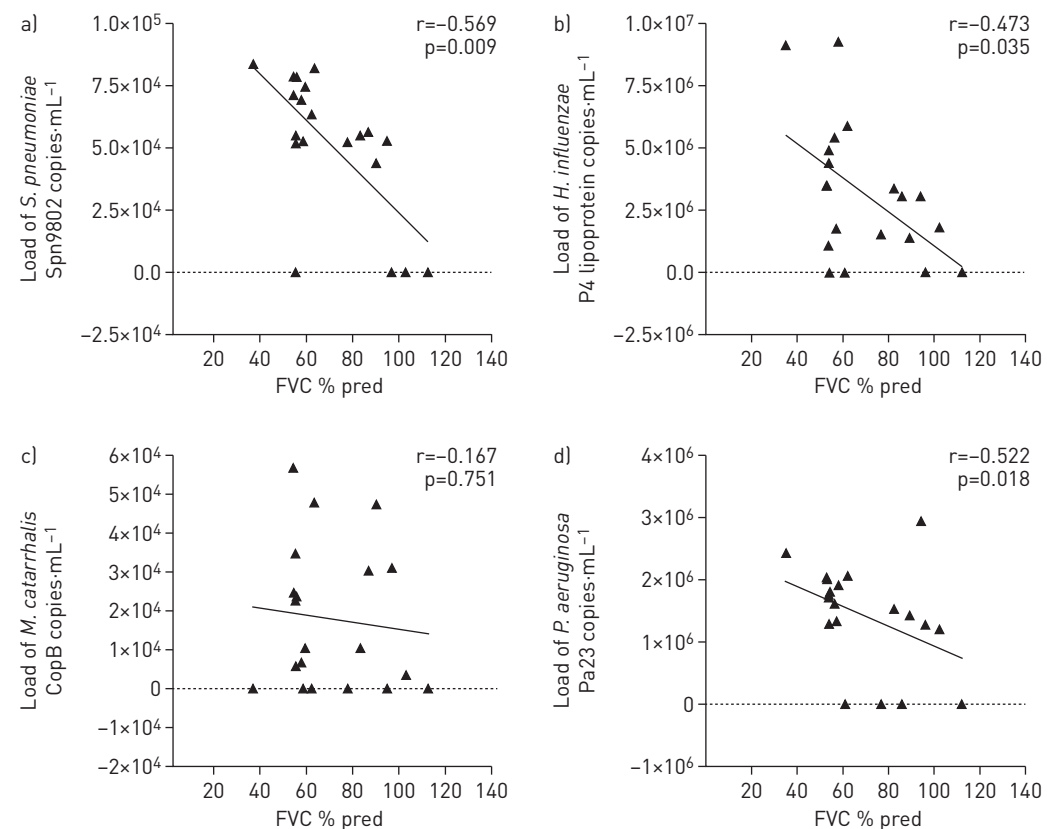 a)
r=–0.569
p=0.009
Load of S. pneumoniae
Spn9802 copies·mL–1
1.0×10⁵
7.5×10⁴
5.0×10⁴
2.5×10⁴
0.0
–2.5×10⁴
20 40 60 80 100 120 140
FVC % pred
b)
r=–0.473
p=0.035
Load of H. influenzae
P4 lipoprotein copies·mL–1
1.0×10⁷
7.5×10⁶
5.0×10⁶
2.5×10⁶
0.0
–2.5×10⁶
20 40 60 80 100 120 140
FVC % pred
c)
r=–0.167
p=0.751
Load of M. catarrhalis
CopB copies·mL–1
6×10⁴
5×10⁴
4×10⁴
3×10⁴
2×10⁴
1×10⁴
0
–1×10⁴
–2×10⁴
20 40 60 80 100 120 140
FVC % pred
d)
r=–0.522
p=0.018
Load of P. aeruginosa
Pa23 copies·mL–1
4×10⁶
3×10⁶
2×10⁶
1×10⁶
0
–1×10⁶
20 40 60 80 100 120 140
FVC % pred